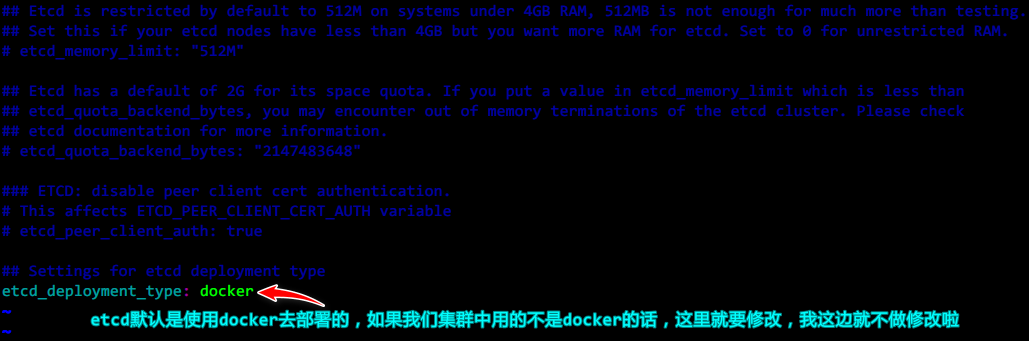 ## Etcd is restricted by default to 512M on systems under 4GB RAM, 512MB is not enough for much more than testing.
## Set this if your etcd nodes have less than 4GB but you want more RAM for etcd. Set to 0 for unrestricted RAM.
# etcd_memory_limit: "512M"
## Etcd has a default of 2G for its space quota. If you put a value in etcd_memory_limit which is less than
## etcd_quota_backend_bytes, you may encounter out of memory terminations of the etcd cluster. Please check
## etcd documentation for more information.
# etcd_quota_backend_bytes: "2147483648"
### ETCD: disable peer client cert authentication.
# This affects ETCD_PEER_CLIENT_CERT_AUTH variable
# etcd_peer_client_auth: true
## Settings for etcd deployment type
etcd_deployment_type: docker
~
etcd默认是使用docker去部署的，如果我们集群中用的不是docker的话，这里就要修改，我这边就不做修改啦
~